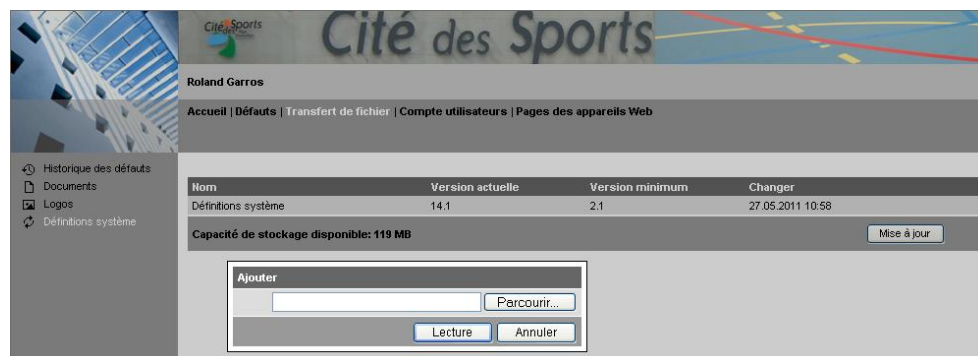 Cité des Sports
Cité des Sports
Roland Garros
Accueil | Défauts | Transfert de fichier | Compte utilisateurs | Pages des appareils Web
Historique des défauts
Documents
Logos
Définitions système
Nom Version actuelle Version minimum Changer
Définitions système 14.1 2.1 27.05.2011 10:58
Capacité de stockage disponible: 119 MB
Mise à jour
Ajouter
Parcourir...
Lecture Annuler